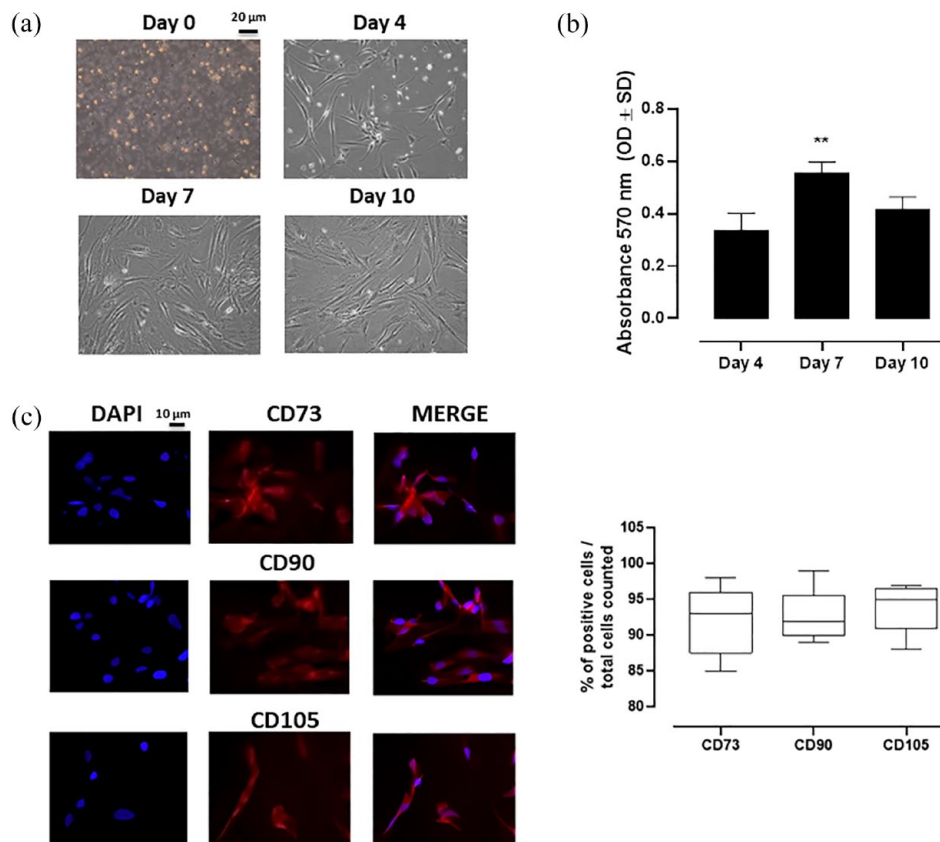 (a)
Day 0
20 µm
Day 4
Day 7
Day 10
(b)
Absorbance 570 nm (OD ± SD)
0.8
0.6
0.4
0.2
0.0
**
Day 4
Day 7
Day 10
(c)
DAPI
10 µm
CD73
MERGE
CD90
CD105
% of positive cells /
total cells counted
105
100
95
90
85
80
CD73
CD90
CD105